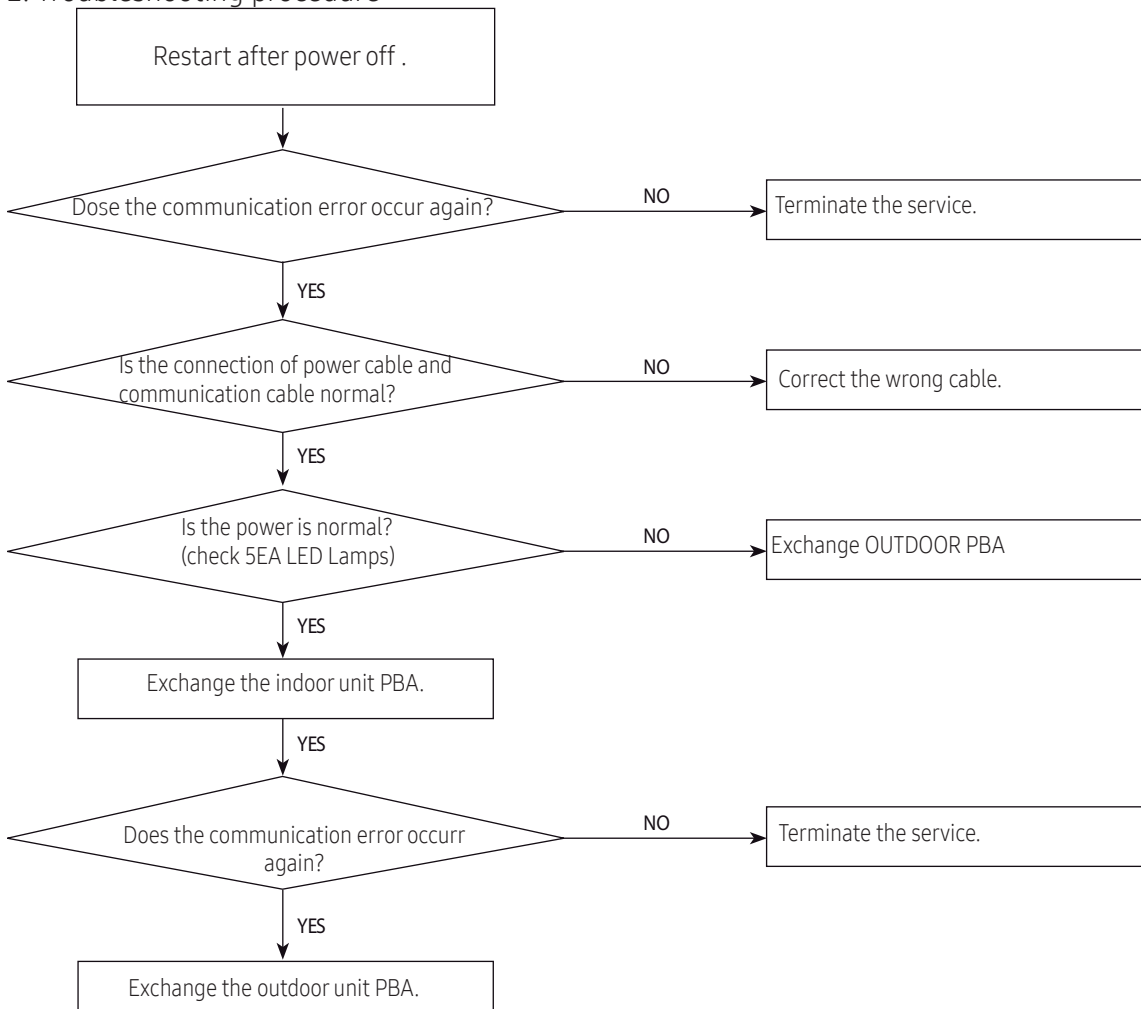 2. Troubleshooting procedure
Restart after power off .
Dose the communication error occur again?
NO
Terminate the service.
YES
Is the connection of power cable and
communication cable normal?
NO
Correct the wrong cable.
YES
Is the power is normal?
(check 5EA LED Lamps)
NO
Exchange OUTDOOR PBA
YES
Exchange the indoor unit PBA.
YES
Does the communication error occurr
again?
NO
Terminate the service.
YES
Exchange the outdoor unit PBA.